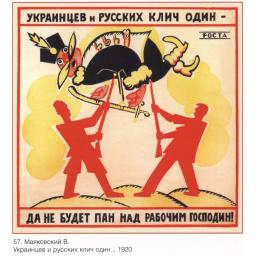 УКРАИНЦЕВ И РУССКИХ КЛИЧ ОДИН –
РОСТА
ДА НЕ БУДЕТ ПАН НАД РАБОЧИМ ГОСПОДИН!
57. Маяковский В.
Украинцев и русских клич один... 1920